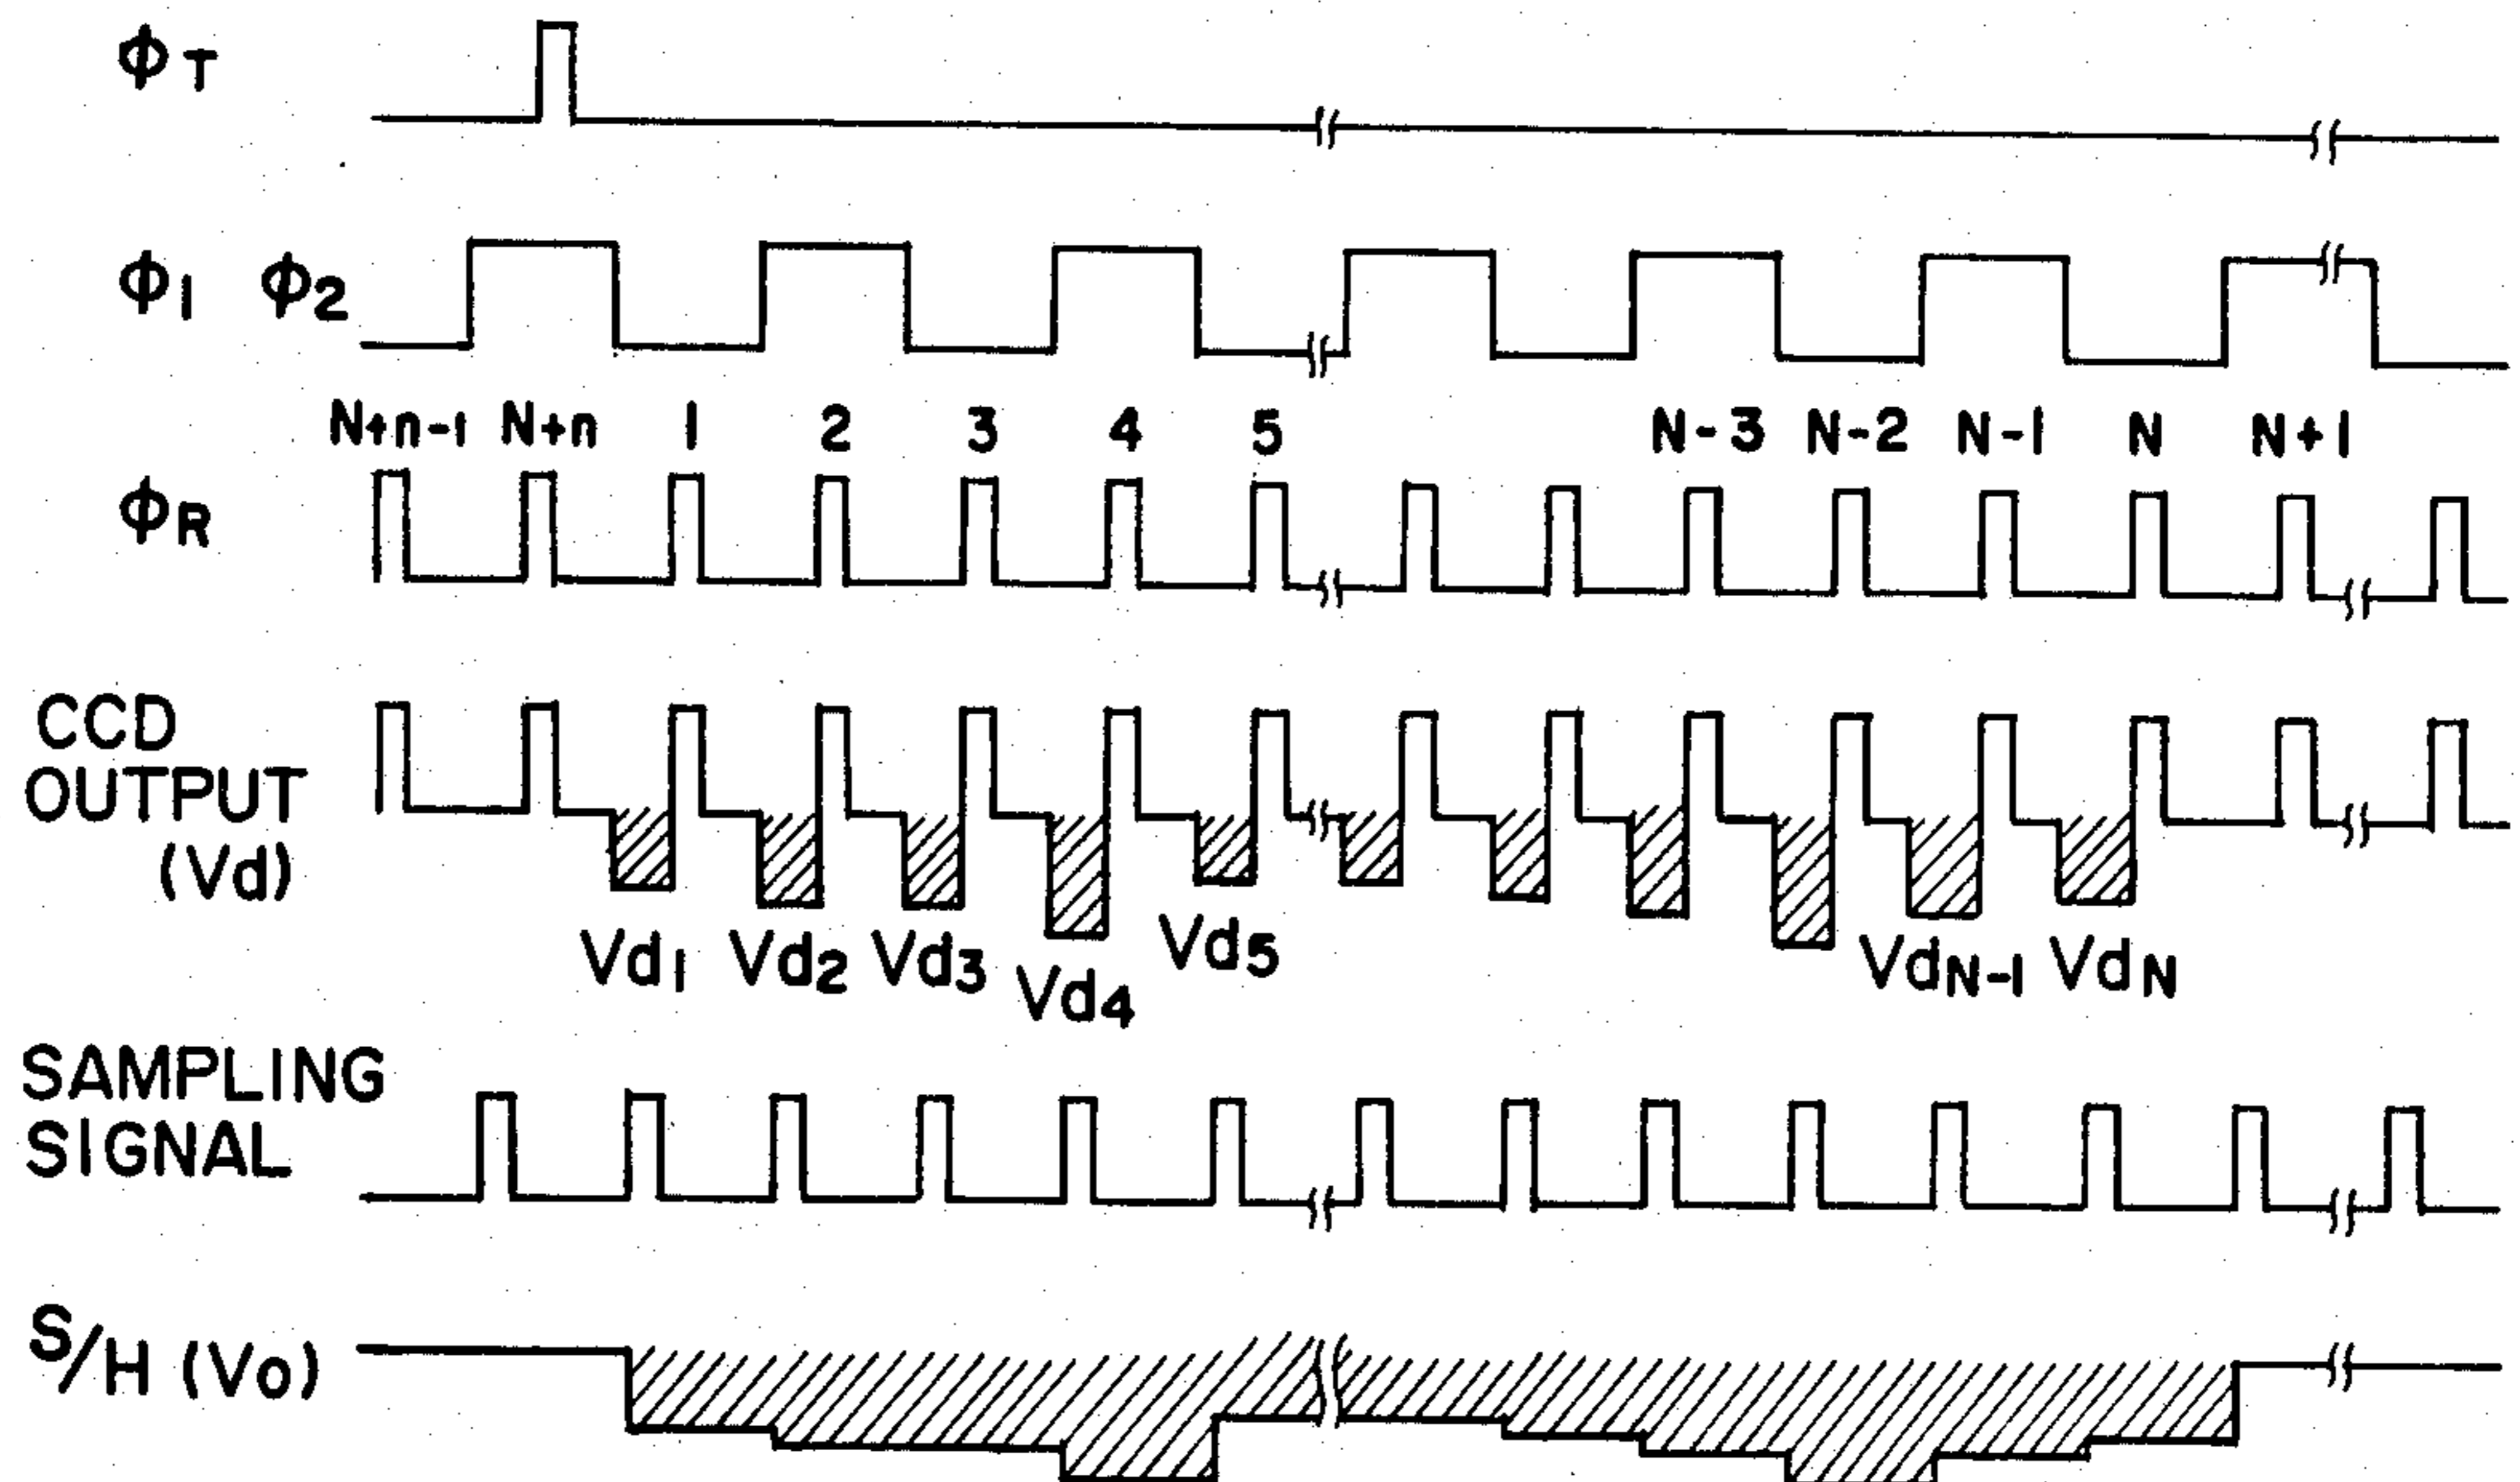 ΦT
Φ1 Φ2
N+n-1 N+n 1 2 3 4 5 N-3 N-2 N-1 N N+1
ΦR
CCD
OUTPUT
(Vd)
Vd1 Vd2 Vd3 Vd4 Vd5 VdN-1 VdN
SAMPLING
SIGNAL
S/H (Vo)